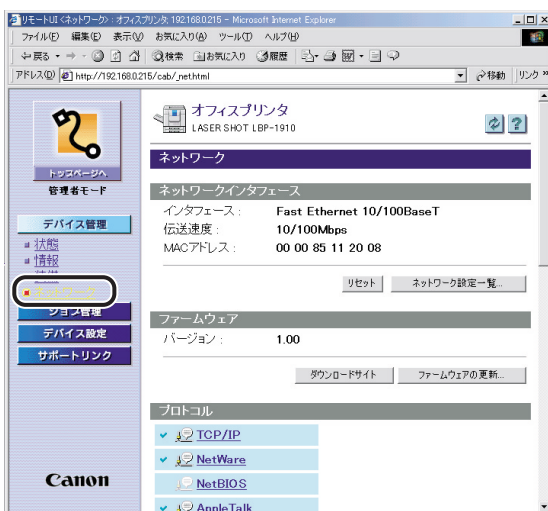 リモートUI <ネットワーク> : オフィスプリンタ; 192.168.0.215 - Microsoft Internet Explorer
ファイル(F) 編集(E) 表示(V) お気に入り(A) ツール(T) ヘルプ(H)
戻る 検索 お気に入り 履歴
アドレス(D) http://192.168.0.215/cab/_net.html 移動 リンク »
オフィスプリンタ
LASER SHOT LBP-1910
トップページへ
管理者モード
デバイス管理
状態
情報
ジョブ管理
デバイス設定
サポートリンク
Canon
ネットワーク
ネットワークインタフェース
インタフェース : Fast Ethernet 10/100BaseT
伝送速度 : 10/100Mbps
MACアドレス : 00 00 85 11 20 08
リセット ネットワーク設定一覧...
ファームウェア
バージョン : 1.00
ダウンロードサイト ファームウェアの更新...
プロトコル
TCP/IP
NetWare
NetBIOS
AppleTalk